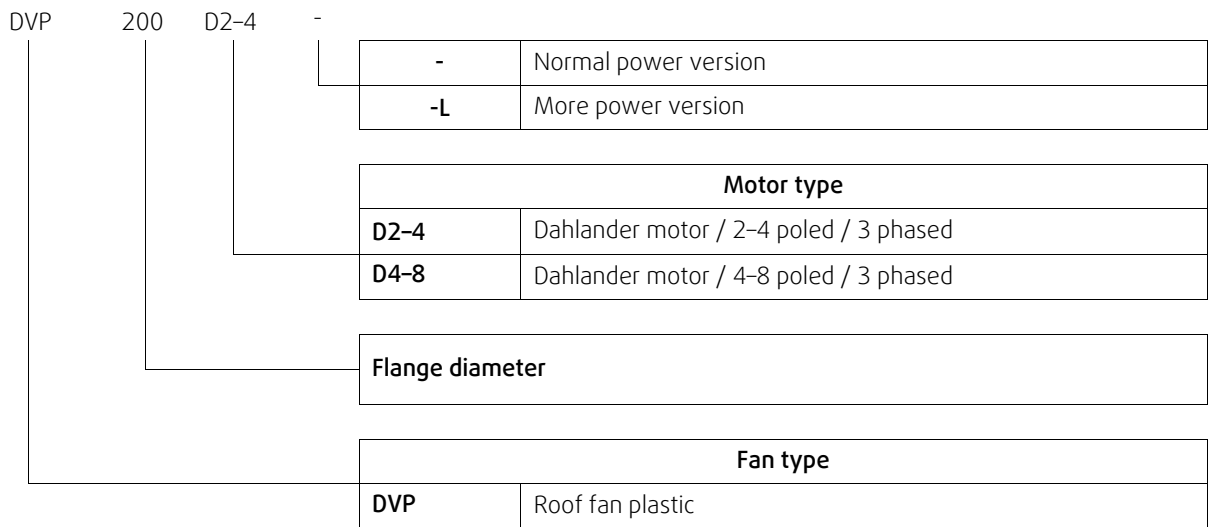 DVP 200 D2–4 -
- Normal power version
-L More power version
Motor type
D2–4 Dahlander motor / 2–4 poled / 3 phased
D4–8 Dahlander motor / 4–8 poled / 3 phased
Flange diameter
Fan type
DVP Roof fan plastic